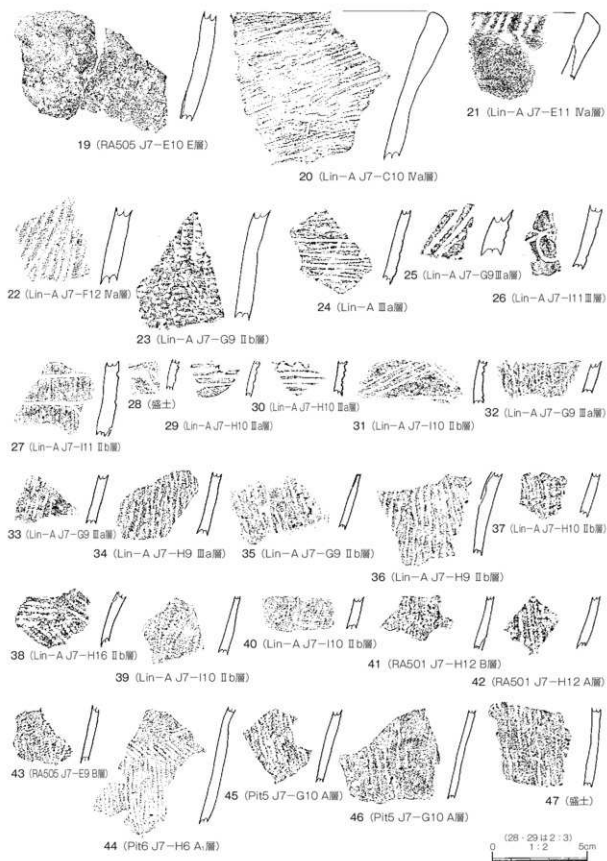 19 (RA505 J7-E10 E層)
20 (Lin-A J7-C10 Ⅳa層)
21 (Lin-A J7-E11 Ⅳa層)
22 (Lin-A J7-F12 Ⅳa層)
23 (Lin-A J7-G9 Ⅱb層)
24 (Lin-A Ⅲa層)
25 (Lin-A J7-G9 Ⅲa層)
26 (Lin-A J7-I11 Ⅲ層)
27 (Lin-A J7-I11 Ⅱb層)
28 (盛土)
29 (Lin-A J7-H10 Ⅲa層)
30 (Lin-A J7-H10 Ⅲa層)
31 (Lin-A J7-I10 Ⅱb層)
32 (Lin-A J7-G9 Ⅲa層)
33 (Lin-A J7-G9 Ⅲa層)
34 (Lin-A J7-H9 Ⅲa層)
35 (Lin-A J7-G9 Ⅱb層)
36 (Lin-A J7-H9 Ⅱb層)
37 (Lin-A J7-H10 Ⅱb層)
38 (Lin-A J7-H16 Ⅱb層)
39 (Lin-A J7-I10 Ⅱb層)
40 (Lin-A J7-I10 Ⅱb層)
41 (RA501 J7-H12 B層)
42 (RA501 J7-H12 A層)
43 (RA505 J7-E9 B層)
44 (Pit6 J7-H6 A₁層)
45 (Pit5 J7-G10 A層)
46 (Pit5 J7-G10 A層)
47 (盛土)
(28・29は2:3)
0 1:2 5cm